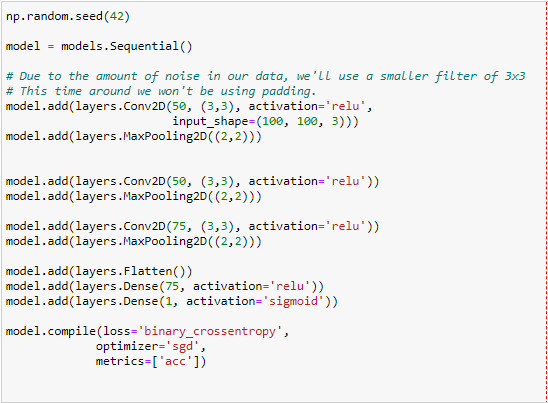 np.random.seed(42)
model = models.Sequential()
# Due to the amount of noise in our data, we'll use a smaller filter of 3x3
# This time around we won't be using padding.
model.add(layers.Conv2D(50, (3,3), activation='relu',
                        input_shape=(100, 100, 3)))
model.add(layers.MaxPooling2D((2,2)))
model.add(layers.Conv2D(50, (3,3), activation='relu'))
model.add(layers.MaxPooling2D((2,2)))
model.add(layers.Conv2D(75, (3,3), activation='relu'))
model.add(layers.MaxPooling2D((2,2)))
model.add(layers.Flatten())
model.add(layers.Dense(75, activation='relu'))
model.add(layers.Dense(1, activation='sigmoid'))
model.compile(loss='binary_crossentropy',
              optimizer='sgd',
              metrics=['acc'])